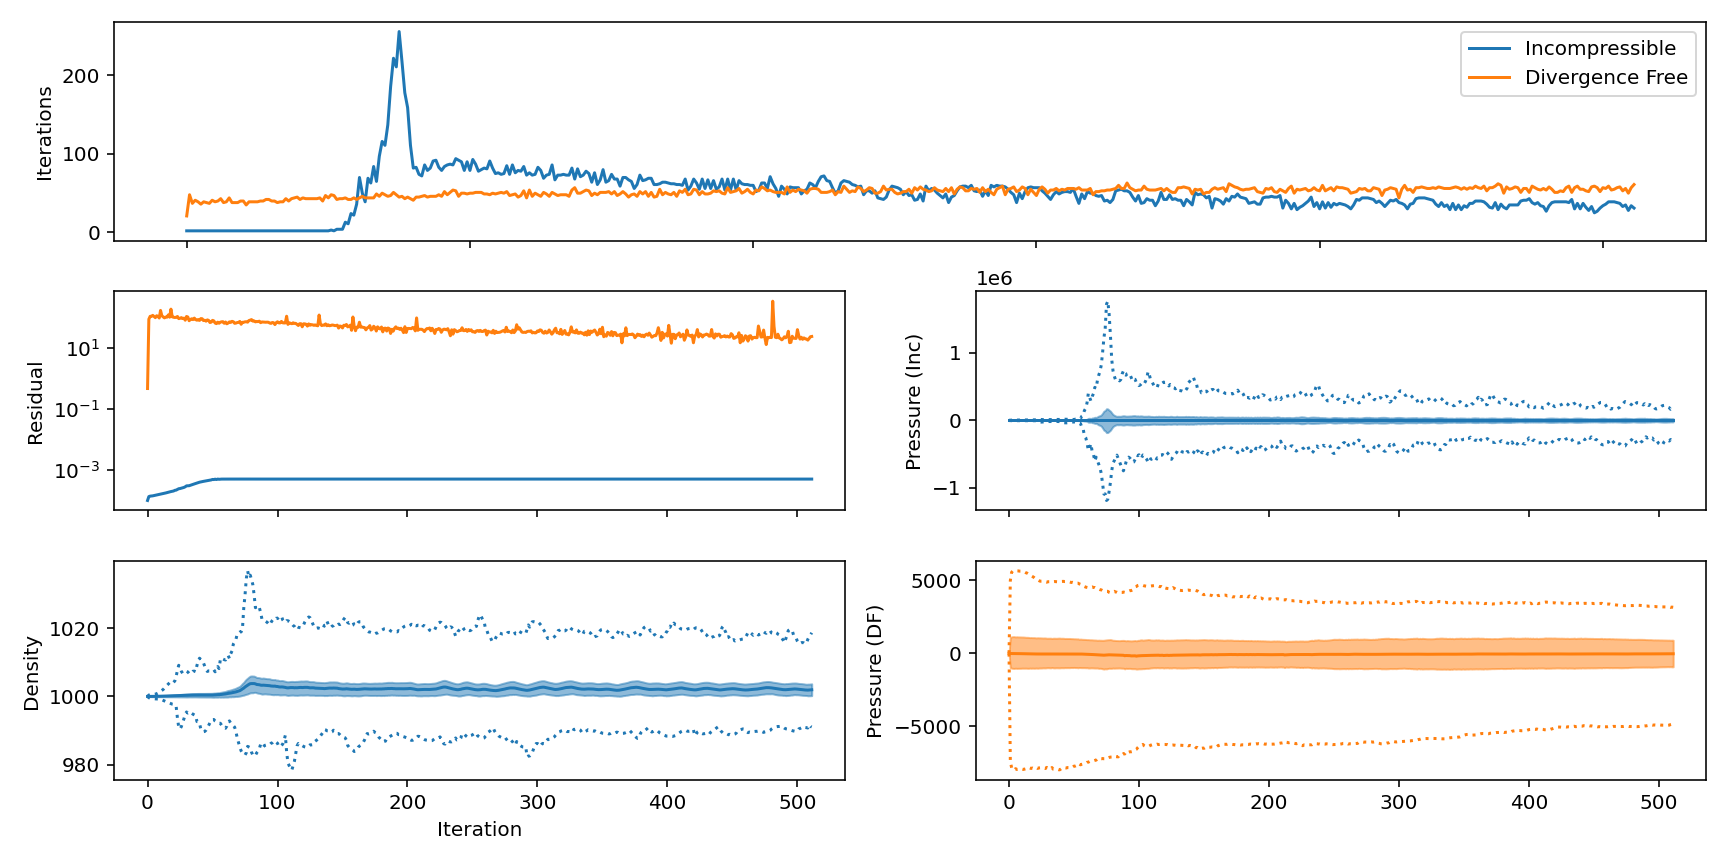 Iterations
200
100
0
Incompressible
Divergence Free
Residual
10¹
10⁻¹
10⁻³
1e6
Pressure (Inc)
1
0
−1
Density
1020
1000
980
0 100 200 300 400 500
Iteration
Pressure (DF)
5000
0
−5000
0 100 200 300 400 500